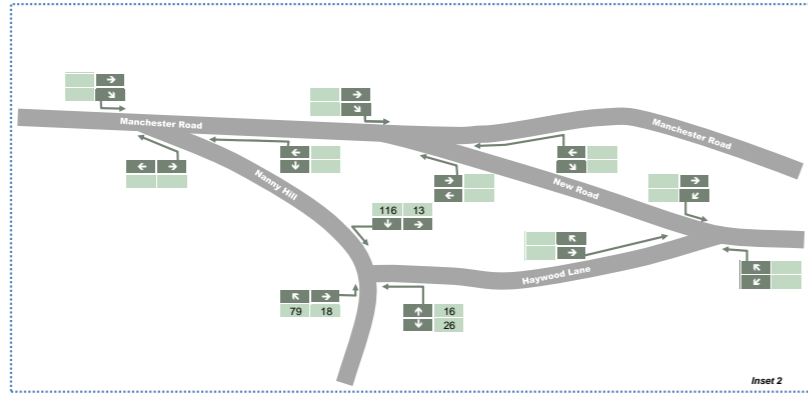 Manchester Road
Manchester Road
Nanny Hill
New Road
116 13
Haywood Lane
79 18
16
26
Inset 2